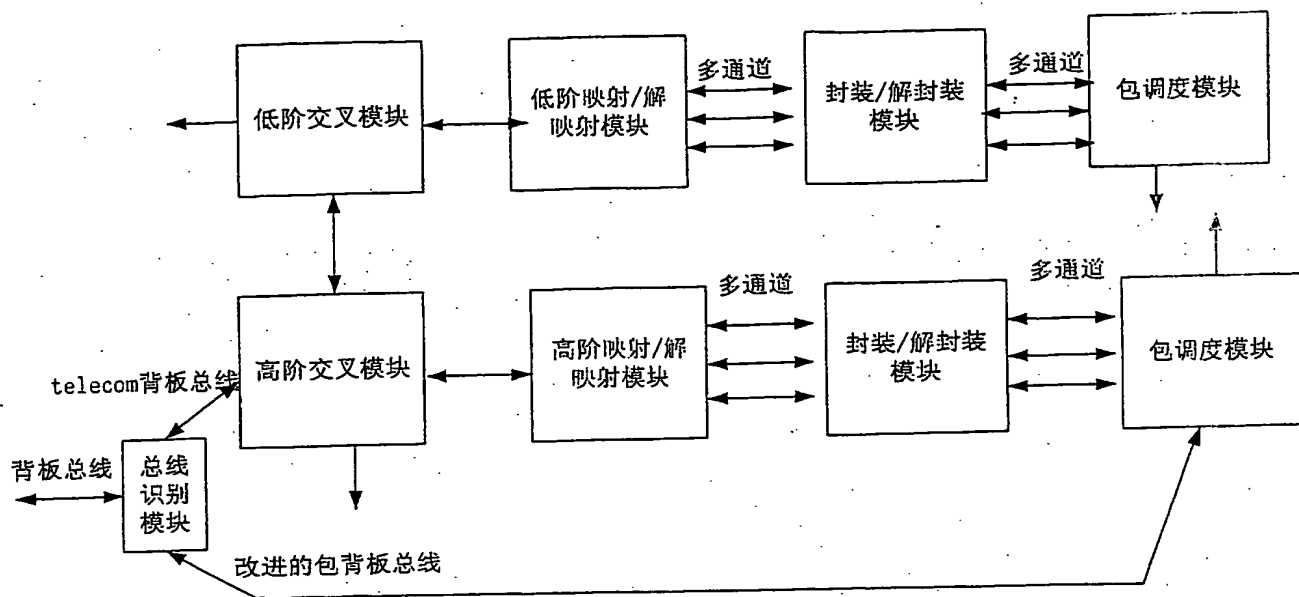 低阶交叉模块
低阶映射/解
映射模块
多通道
封装/解封装
模块
多通道
包调度模块
telecom背板总线
高阶交叉模块
高阶映射/解
映射模块
多通道
封装/解封装
模块
多通道
包调度模块
背板总线
总线
识别
模块
改进的包背板总线